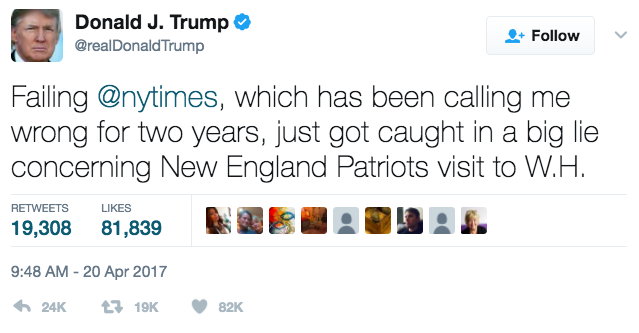 Donald J. Trump
@realDonaldTrump
Follow
Failing @nytimes, which has been calling me
wrong for two years, just got caught in a big lie
concerning New England Patriots visit to W.H.
RETWEETS LIKES
19,308 81,839
9:48 AM - 20 Apr 2017
24K 19K 82K